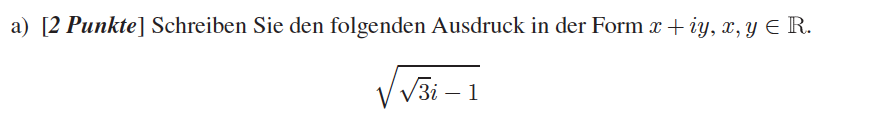 a) [2 Punkte] Schreiben Sie den folgenden Ausdruck in der Form x + iy, x, y ∈ ℝ.
√(√3i − 1)